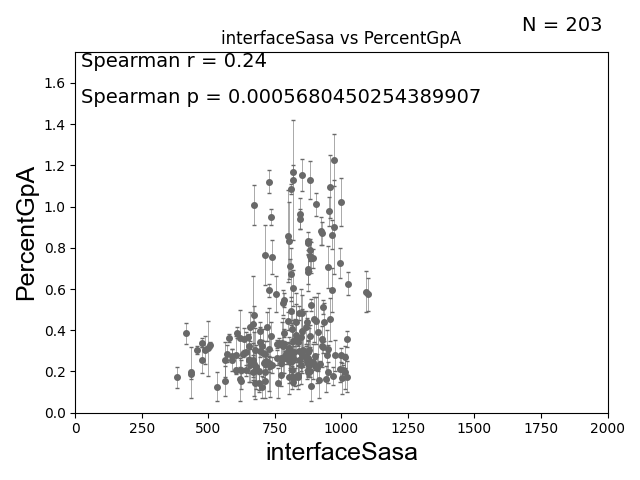 N = 203
interfaceSasa vs PercentGpA
Spearman r = 0.24
Spearman p = 0.0005680450254389907
PercentGpA
1.6
1.4
1.2
1.0
0.8
0.6
0.4
0.2
0.0
0 250 500 750 1000 1250 1500 1750 2000
interfaceSasa